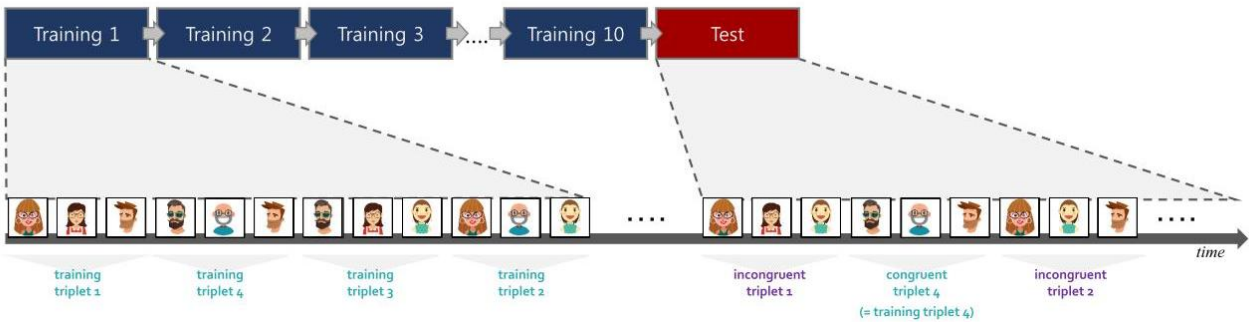 Training 1
Training 2
Training 3
....
Training 10
Test
....
....
time
training
triplet 1
training
triplet 4
training
triplet 3
training
triplet 2
incongruent
triplet 1
congruent
triplet 4
(= training triplet 4)
incongruent
triplet 2